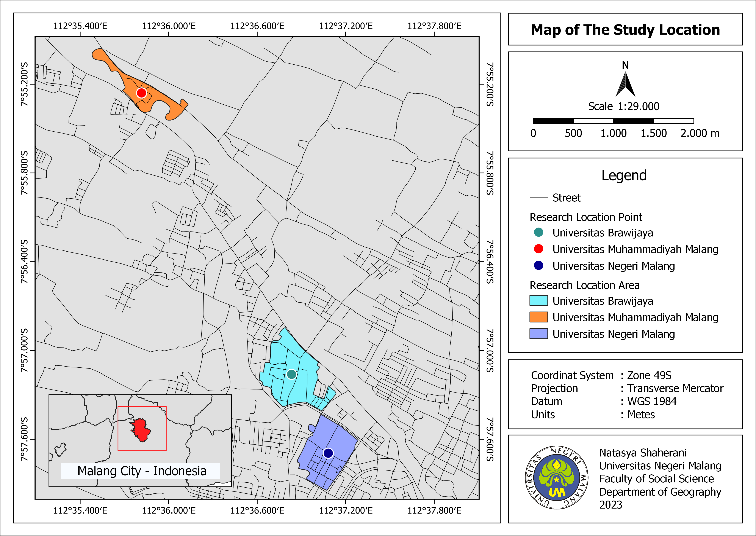 112°35.400'E 112°36.000'E 112°36.600'E 112°37.200'E 112°37.800'E
7°55.200'S 7°55.200'S
7°55.800'S 7°55.800'S
7°56.400'S 7°56.400'S
7°57.000'S 7°57.000'S
7°57.600'S 7°57.600'S
Malang City - Indonesia
112°35.400'E 112°36.000'E 112°36.600'E 112°37.200'E 112°37.800'E
Map of The Study Location
N
Scale 1:29.000
0 500 1.000 1.500 2.000 m
Legend
Street
Research Location Point
Universitas Brawijaya
Universitas Muhammadiyah Malang
Universitas Negeri Malang
Research Location Area
Universitas Brawijaya
Universitas Muhammadiyah Malang
Universitas Negeri Malang
Coordinat System : Zone 49S
Projection : Transverse Mercator
Datum : WGS 1984
Units : Metes
UNIVERSITAS NEGERI MALANG
UM
Natasya Shaherani
Universitas Negeri Malang
Faculty of Social Science
Department of Geography
2023